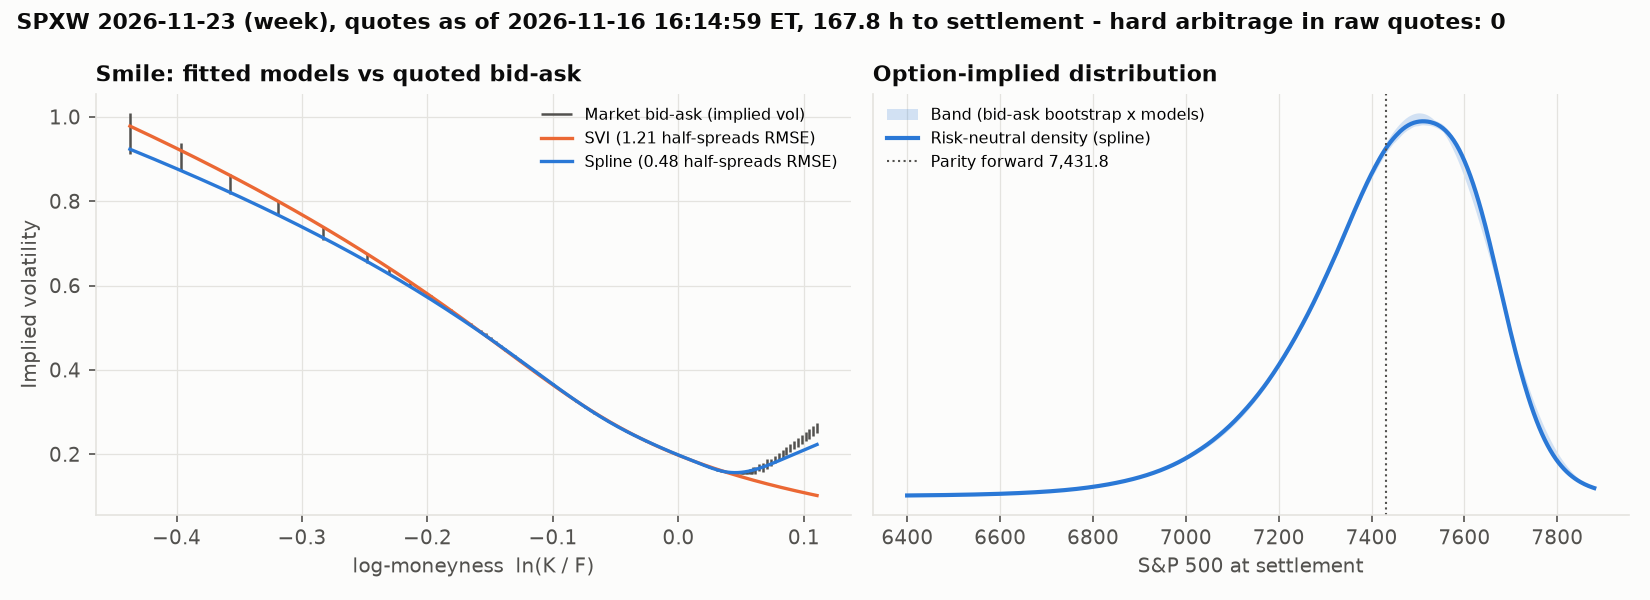 SPXW 2026-11-23 (week), quotes as of 2026-11-16 16:14:59 ET, 167.8 h to settlement - hard arbitrage in raw quotes: 0
Smile: fitted models vs quoted bid-ask
Market bid-ask (implied vol)
SVI (1.21 half-spreads RMSE)
Spline (0.48 half-spreads RMSE)
Implied volatility
1.0
0.8
0.6
0.4
0.2
−0.4 −0.3 −0.2 −0.1 0.0 0.1
log-moneyness ln(K / F)
Option-implied distribution
Band (bid-ask bootstrap x models)
Risk-neutral density (spline)
Parity forward 7,431.8
6400 6600 6800 7000 7200 7400 7600 7800
S&P 500 at settlement